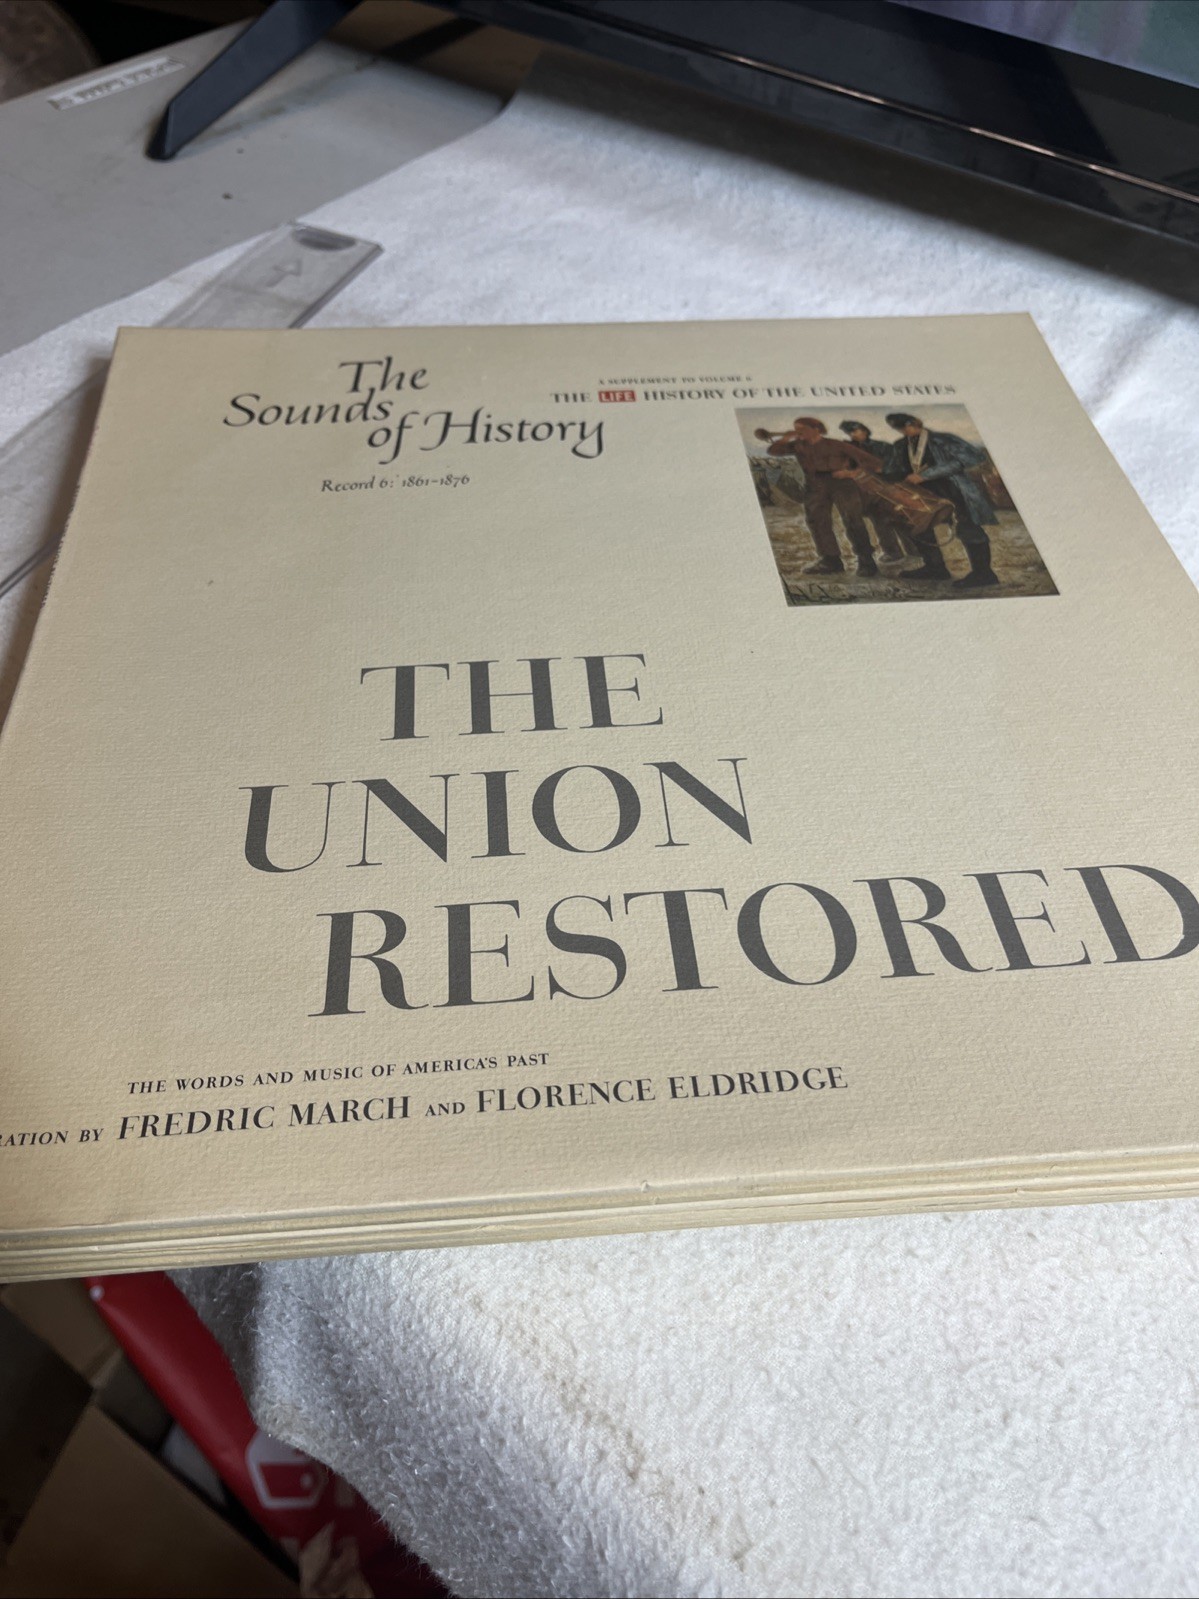 The
Sounds
of History
Record 6: 1861–1876
A SUPPLEMENT TO VOLUME 6
THE LIFE HISTORY OF THE UNITED STATES
THE
UNION
RESTORED
THE WORDS AND MUSIC OF AMERICA'S PAST
RATION BY FREDRIC MARCH AND FLORENCE ELDRIDGE